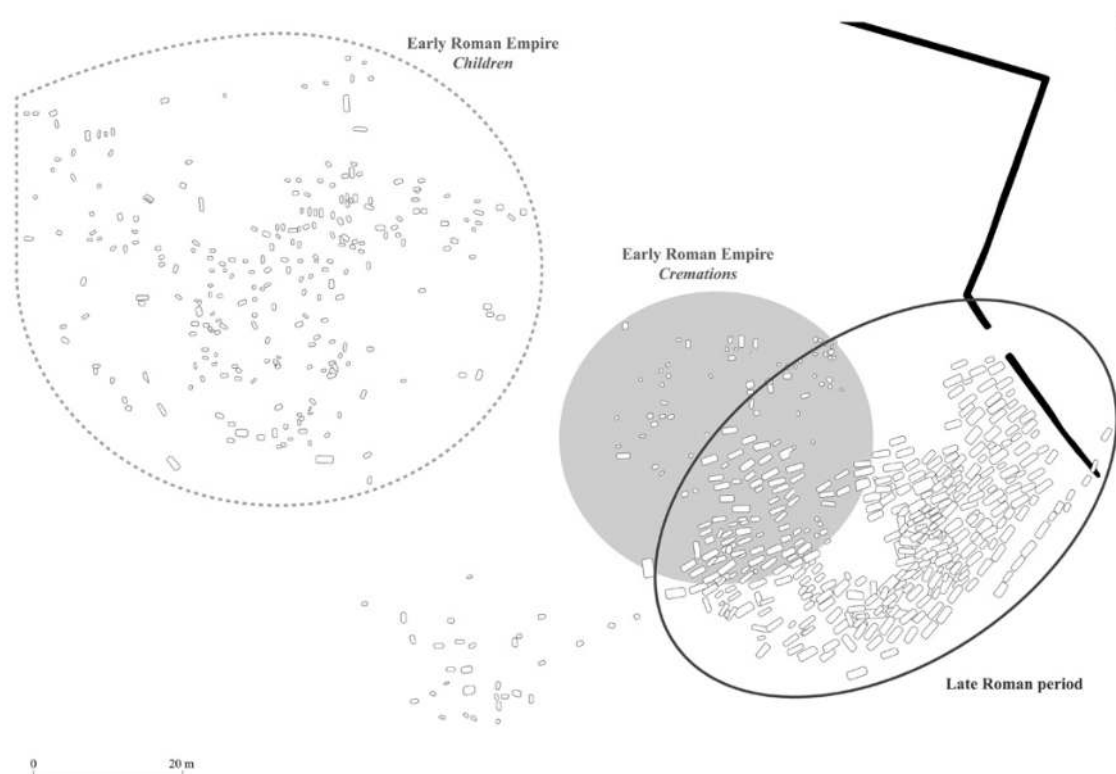 Early Roman Empire
Children
Early Roman Empire
Cremations
Late Roman period
0 20 m